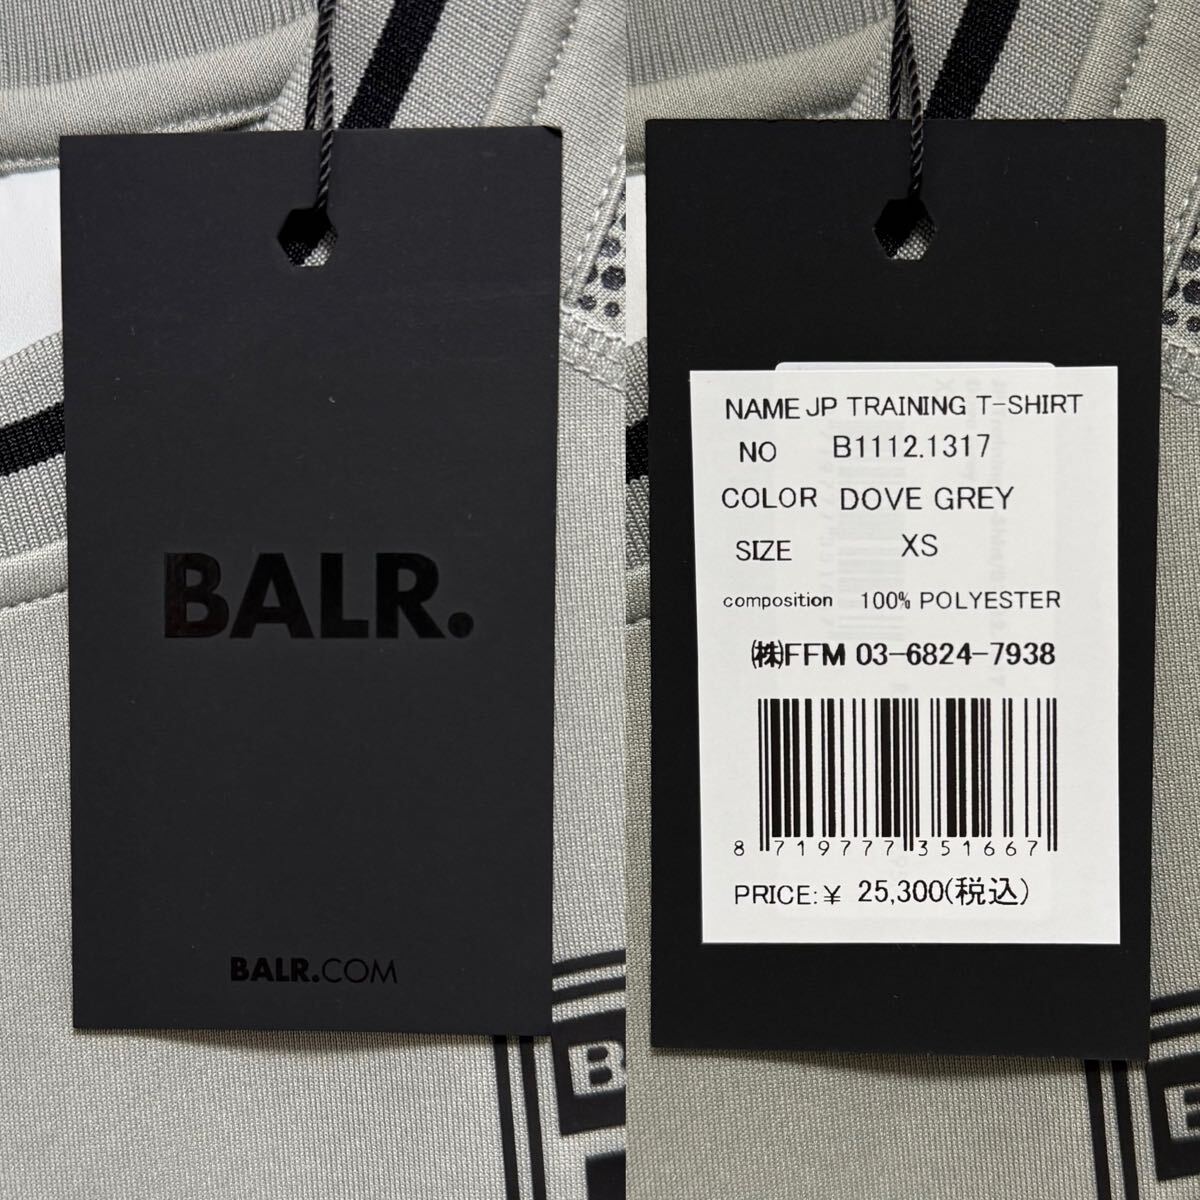 BALR.
BALR.COM
NAME JP TRAINING T-SHIRT
NO B1112.1317
COLOR DOVE GREY
SIZE XS
composition 100% POLYESTER
㈱FFM 03-6824-7938
8 719777 351667
PRICE:¥ 25,300(税込)